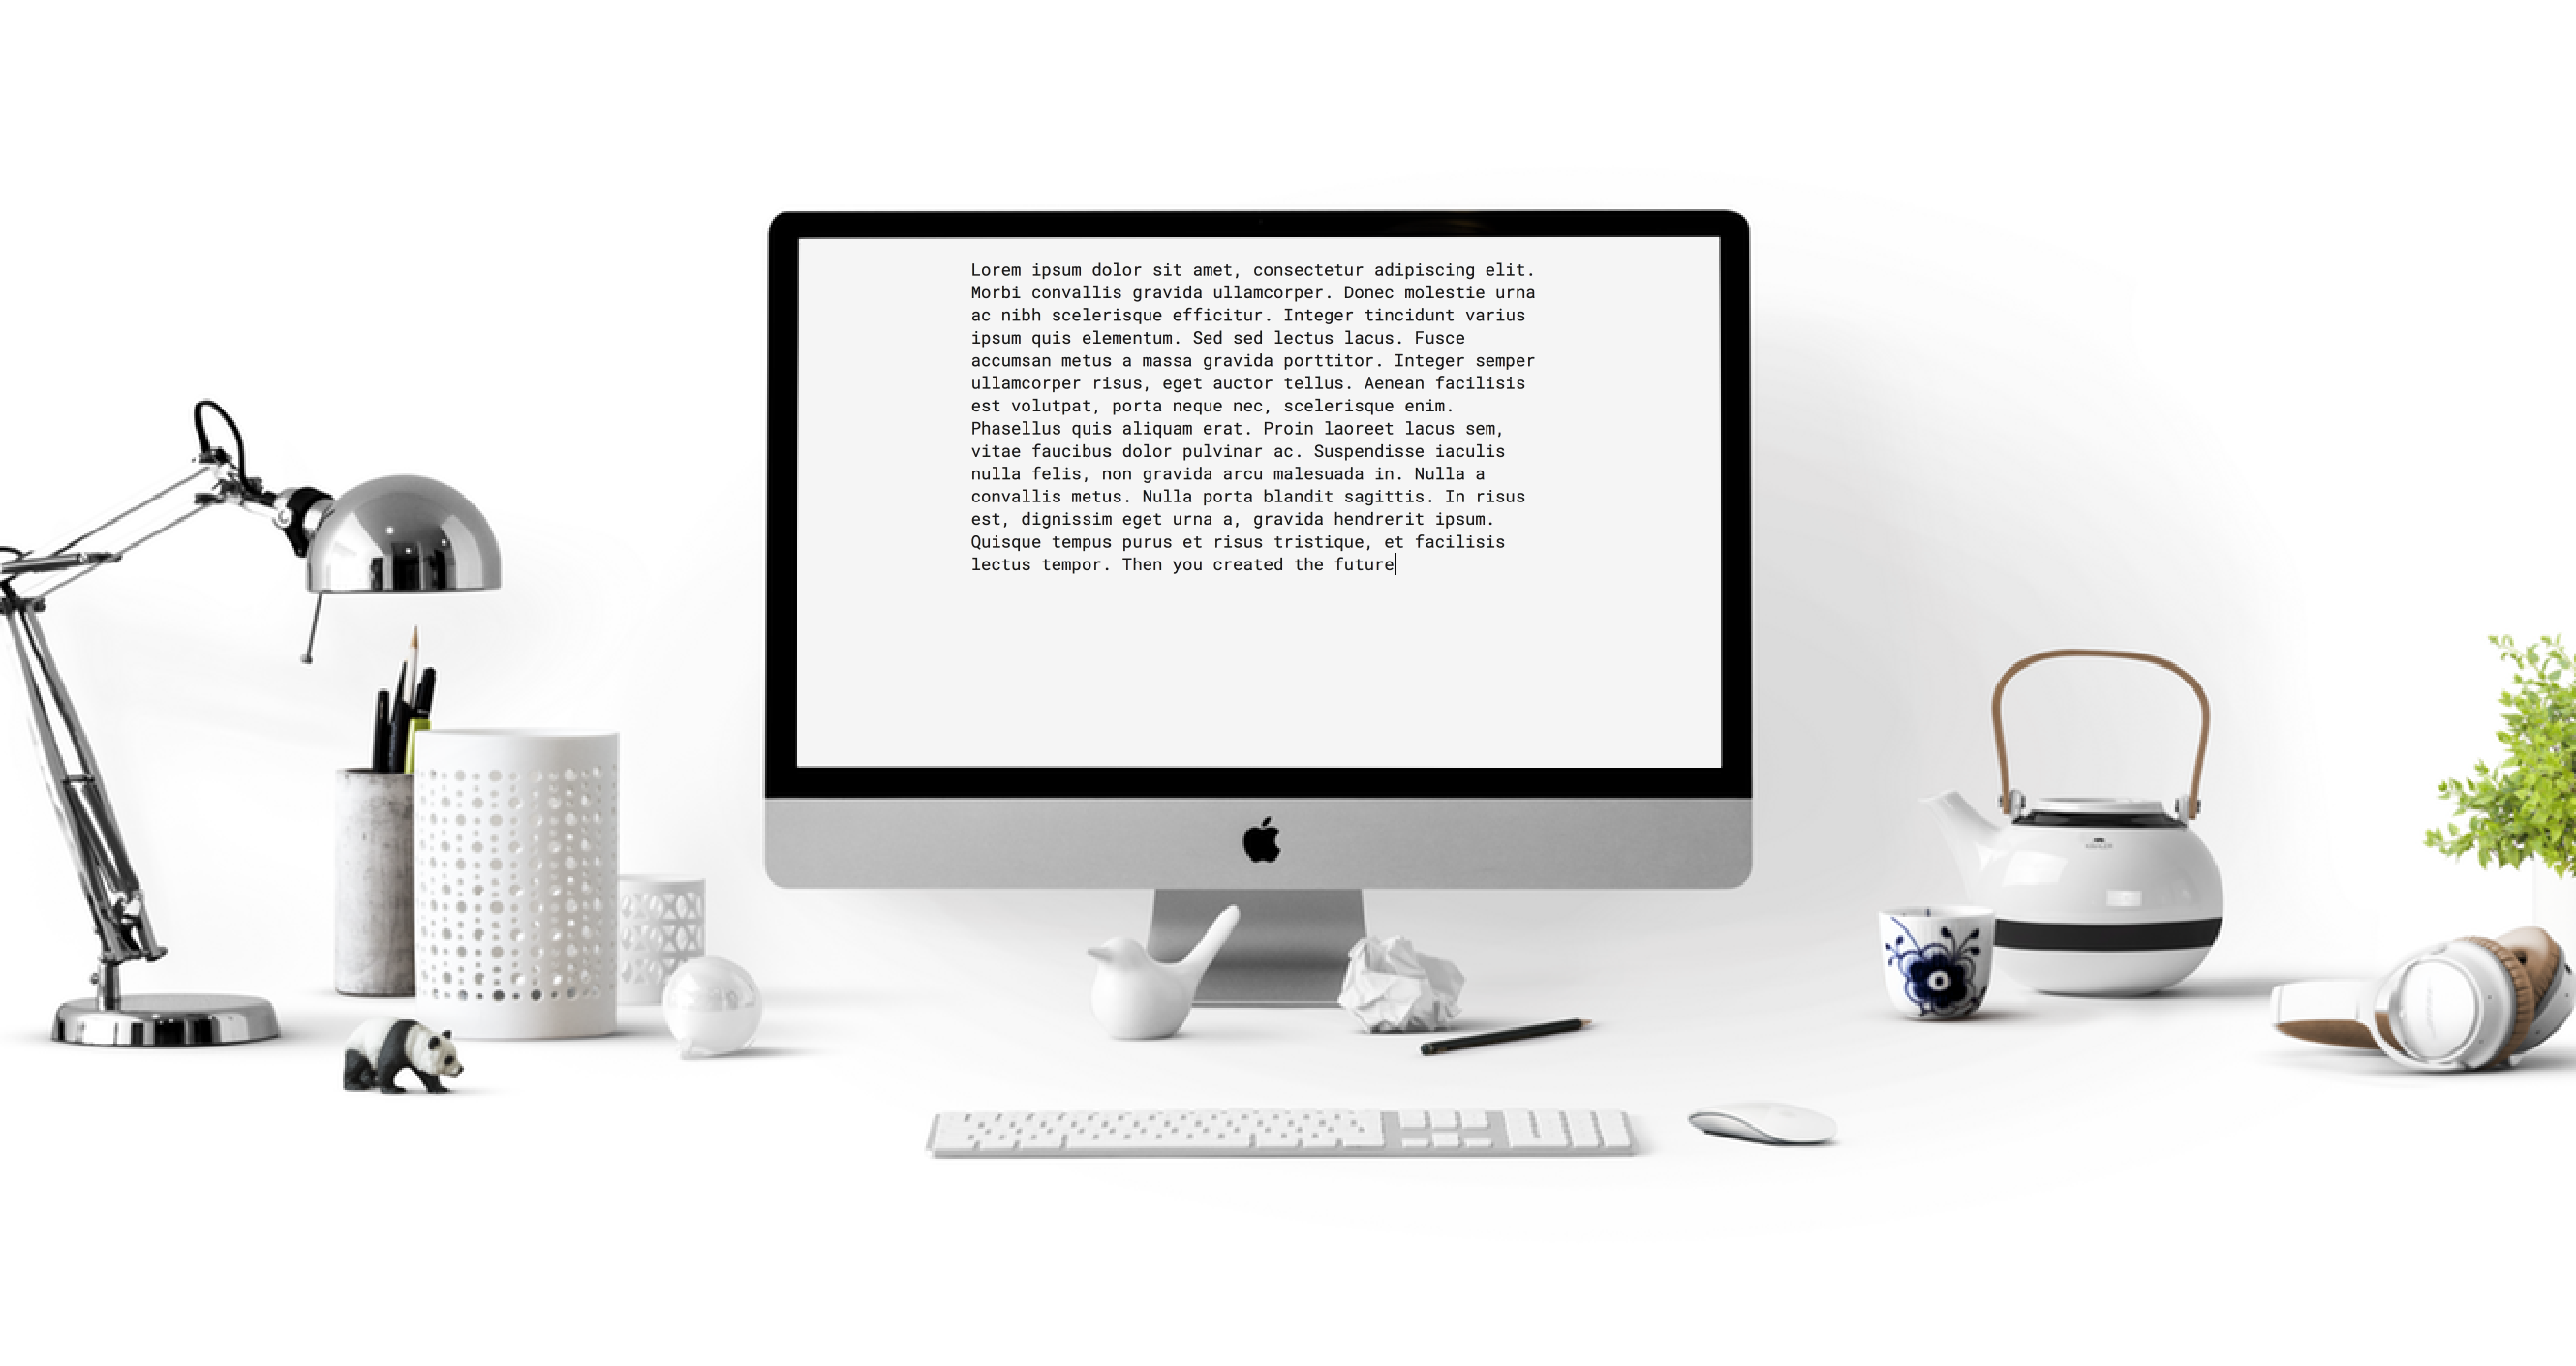 Lorem ipsum dolor sit amet, consectetur adipiscing elit.
Morbi convallis gravida ullamcorper. Donec molestie urna
ac nibh scelerisque efficitur. Integer tincidunt varius
ipsum quis elementum. Sed sed lectus lacus. Fusce
accumsan metus a massa gravida porttitor. Integer semper
ullamcorper risus, eget auctor tellus. Aenean facilisis
est volutpat, porta neque nec, scelerisque enim.
Phasellus quis aliquam erat. Proin laoreet lacus sem,
vitae faucibus dolor pulvinar ac. Suspendisse iaculis
nulla felis, non gravida arcu malesuada in. Nulla a
convallis metus. Nulla porta blandit sagittis. In risus
est, dignissim eget urna a, gravida hendrerit ipsum.
Quisque tempus purus et risus tristique, et facilisis
lectus tempor. Then you created the future